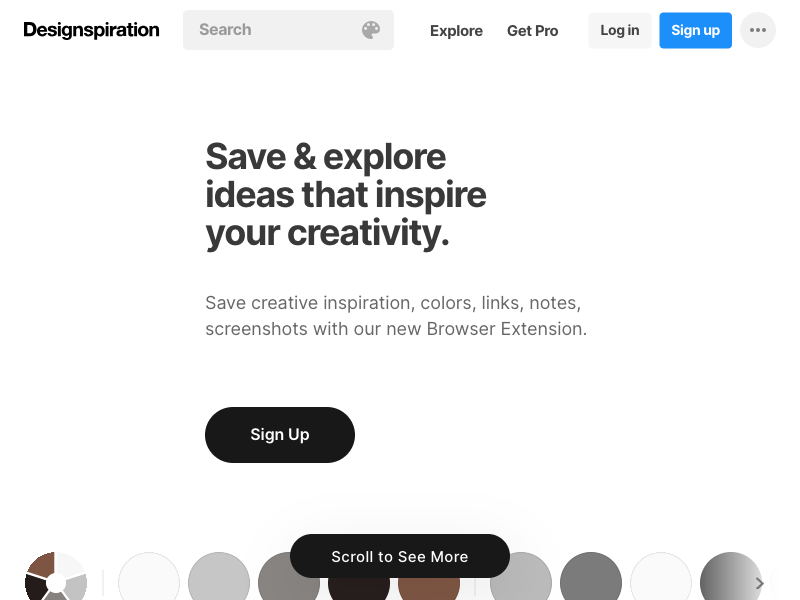 Designspiration
Search
Explore
Get Pro
Log in
Sign up
Save & explore
ideas that inspire
your creativity.
Save creative inspiration, colors, links, notes,
screenshots with our new Browser Extension.
Sign Up
Scroll to See More